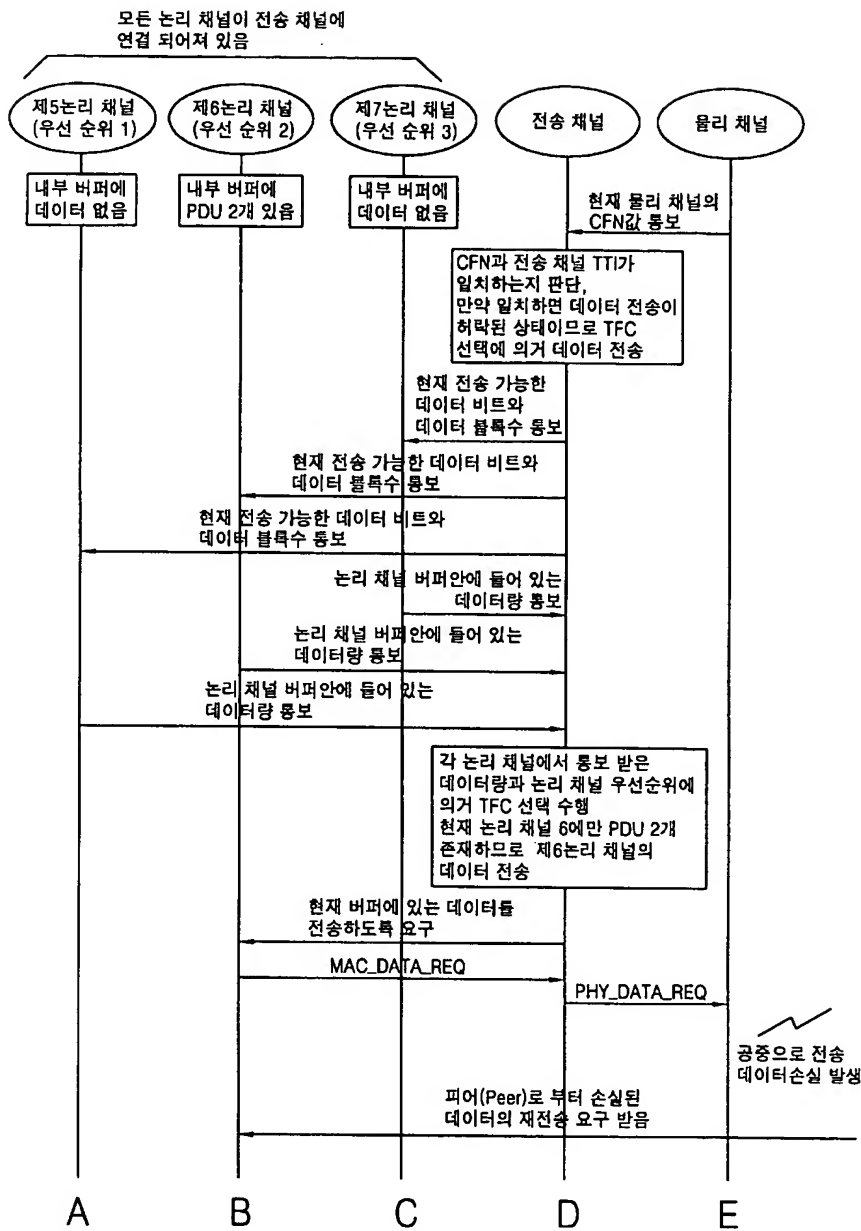 모든 논리 채널이 전송 채널에
연결 되어져 있음
제5논리 채널
(우선 순위 1)
제6논리 채널
(우선 순위 2)
제7논리 채널
(우선 순위 3)
전송 채널
물리 채널
내부 버퍼에
데이터 없음
내부 버퍼에
PDU 2개 있음
내부 버퍼에
데이터 없음
현재 물리 채널의
CFN값 통보
CFN과 전송 채널 TTI가
일치하는지 판단,
만약 일치하면 데이터 전송이
허락된 상태이므로 TFC
선택에 의거 데이터 전송
현재 전송 가능한
데이터 비트와
데이터 블록수 통보
현재 전송 가능한 데이터 비트와
데이터 블록수 통보
현재 전송 가능한 데이터 비트와
데이터 블록수 통보
논리 채널 버퍼안에 들어 있는
데이터량 통보
논리 채널 버퍼안에 들어 있는
데이터량 통보
논리 채널 버퍼안에 들어 있는
데이터량 통보
각 논리 채널에서 통보 받은
데이터량과 논리 채널 우선순위에
의거 TFC 선택 수행
현재 논리 채널 6에만 PDU 2개
존재하므로 제6논리 채널의
데이터 전송
현재 버퍼에 있는 데이터를
전송하도록 요구
MAC_DATA_REQ
PHY_DATA_REQ
공중으로 전송
데이터손실 발생
피어(Peer)로 부터 손실된
데이터의 재전송 요구 받음
A B C D E